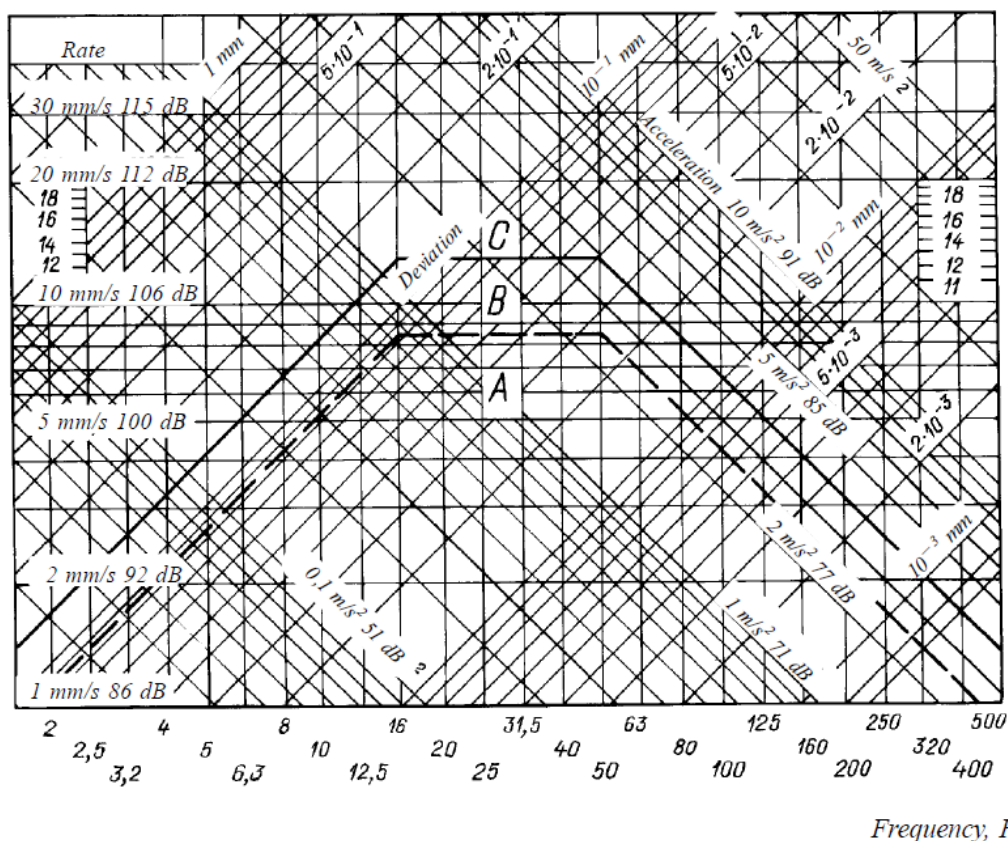 Rate
1 mm
5·10⁻¹
2·10⁻¹
10⁻¹ mm
5·10⁻²
50 m/s 2
2·10⁻²
30 mm/s 115 dB
20 mm/s 112 dB
Acceleration 10 m/s² 91 dB
10⁻² mm
18
16
14
12
18
16
14
12
11
Deviation
C
10 mm/s 106 dB
B
5·10⁻³
A
5 m/s² 85 dB
2·10⁻³
5 mm/s 100 dB
2 m/s² 77 dB
10⁻³ mm
2 mm/s 92 dB
0,1 m/s² 51 dB
2
1 m/s² 71 dB
1 mm/s 86 dB
2 4 8 16 31,5 63 125 250 500
2,5 5 10 20 40 80 160 320
3,2 6,3 12,5 25 50 100 200 400
Frequency,